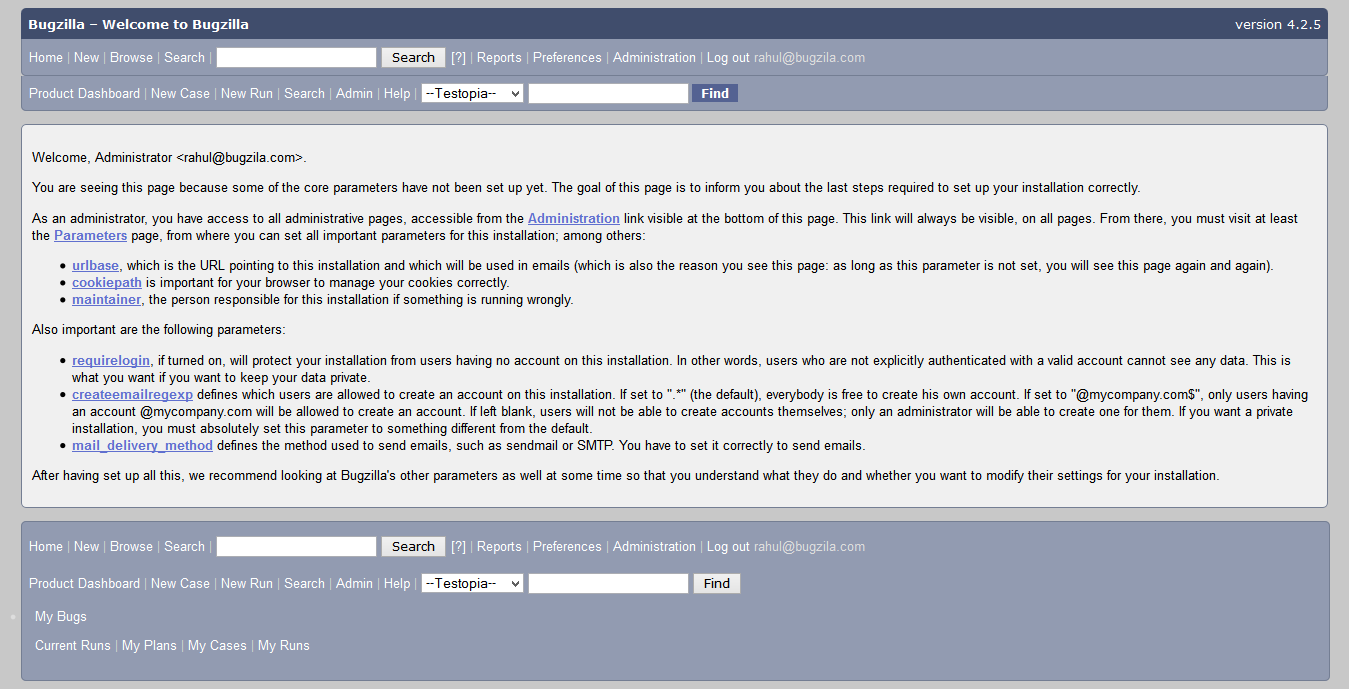 Bugzilla – Welcome to Bugzilla version 4.2.5
Home | New | Browse | Search | Search [?] | Reports | Preferences | Administration | Log out rahul@bugzila.com
Product Dashboard | New Case | New Run | Search | Admin | Help | --Testopia-- Find
Welcome, Administrator <rahul@bugzila.com>.
You are seeing this page because some of the core parameters have not been set up yet. The goal of this page is to inform you about the last steps required to set up your installation correctly.
As an administrator, you have access to all administrative pages, accessible from the Administration link visible at the bottom of this page. This link will always be visible, on all pages. From there, you must visit at least
the Parameters page, from where you can set all important parameters for this installation; among others:
• urlbase, which is the URL pointing to this installation and which will be used in emails (which is also the reason you see this page: as long as this parameter is not set, you will see this page again and again).
• cookiepath is important for your browser to manage your cookies correctly.
• maintainer, the person responsible for this installation if something is running wrongly.
Also important are the following parameters:
• requirelogin, if turned on, will protect your installation from users having no account on this installation. In other words, users who are not explicitly authenticated with a valid account cannot see any data. This is
what you want if you want to keep your data private.
• createemailregexp defines which users are allowed to create an account on this installation. If set to ".*" (the default), everybody is free to create his own account. If set to "@mycompany.com$", only users having
an account @mycompany.com will be allowed to create an account. If left blank, users will not be able to create accounts themselves; only an administrator will be able to create one for them. If you want a private
installation, you must absolutely set this parameter to something different from the default.
• mail_delivery_method defines the method used to send emails, such as sendmail or SMTP. You have to set it correctly to send emails.
After having set up all this, we recommend looking at Bugzilla's other parameters as well at some time so that you understand what they do and whether you want to modify their settings for your installation.
Home | New | Browse | Search | Search [?] | Reports | Preferences | Administration | Log out rahul@bugzila.com
Product Dashboard | New Case | New Run | Search | Admin | Help | --Testopia-- Find
My Bugs
Current Runs | My Plans | My Cases | My Runs